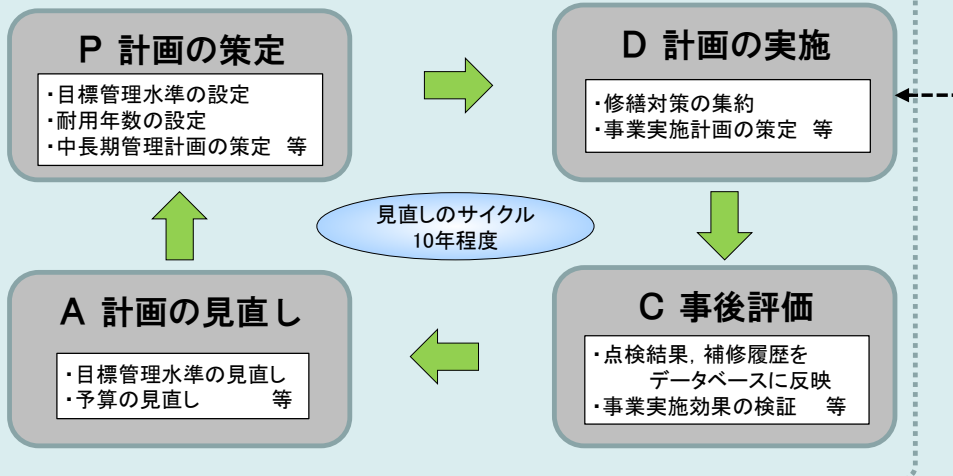 P 計画の策定
・目標管理水準の設定
・耐用年数の設定
・中長期管理計画の策定 等
D 計画の実施
・修繕対策の集約
・事業実施計画の策定 等
見直しのサイクル
10年程度
A 計画の見直し
・目標管理水準の見直し
・予算の見直し 等
C 事後評価
・点検結果，補修履歴を
データベースに反映
・事業実施効果の検証 等